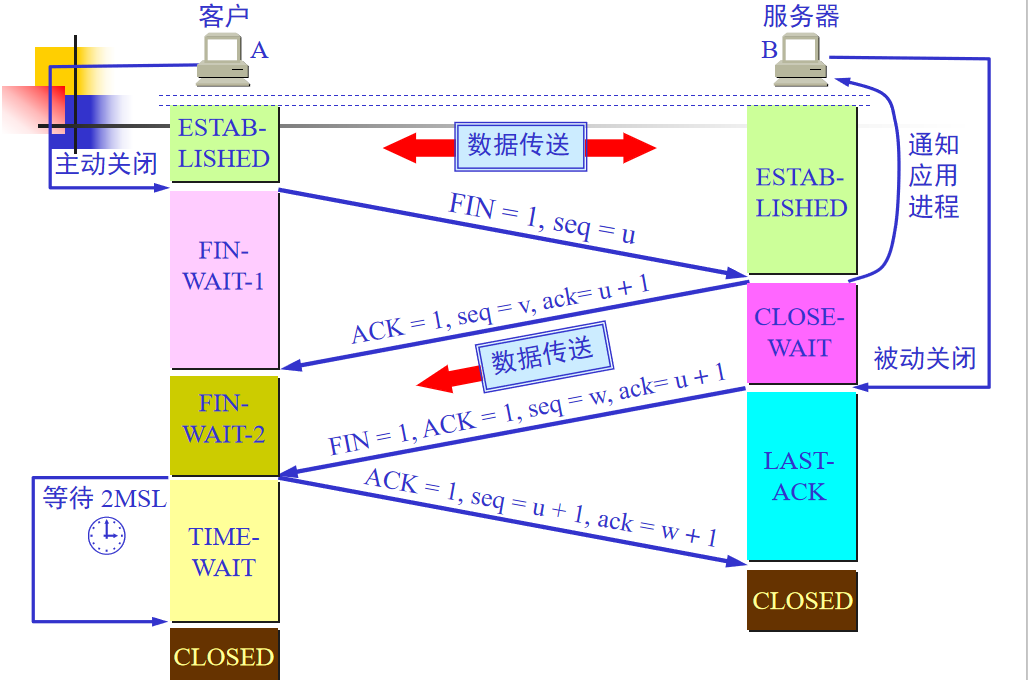 客户
A
服务器
B
ESTAB-
LISHED
数据传送
ESTAB-
LISHED
通知
应用
进程
主动关闭
FIN = 1, seq = u
FIN-
WAIT-1
ACK = 1, seq = v, ack= u + 1
CLOSE-
WAIT
数据传送
被动关闭
FIN-
WAIT-2
FIN = 1, ACK = 1, seq = w, ack= u + 1
LAST-
ACK
ACK = 1, seq = u + 1, ack = w + 1
等待 2MSL
TIME-
WAIT
CLOSED
CLOSED